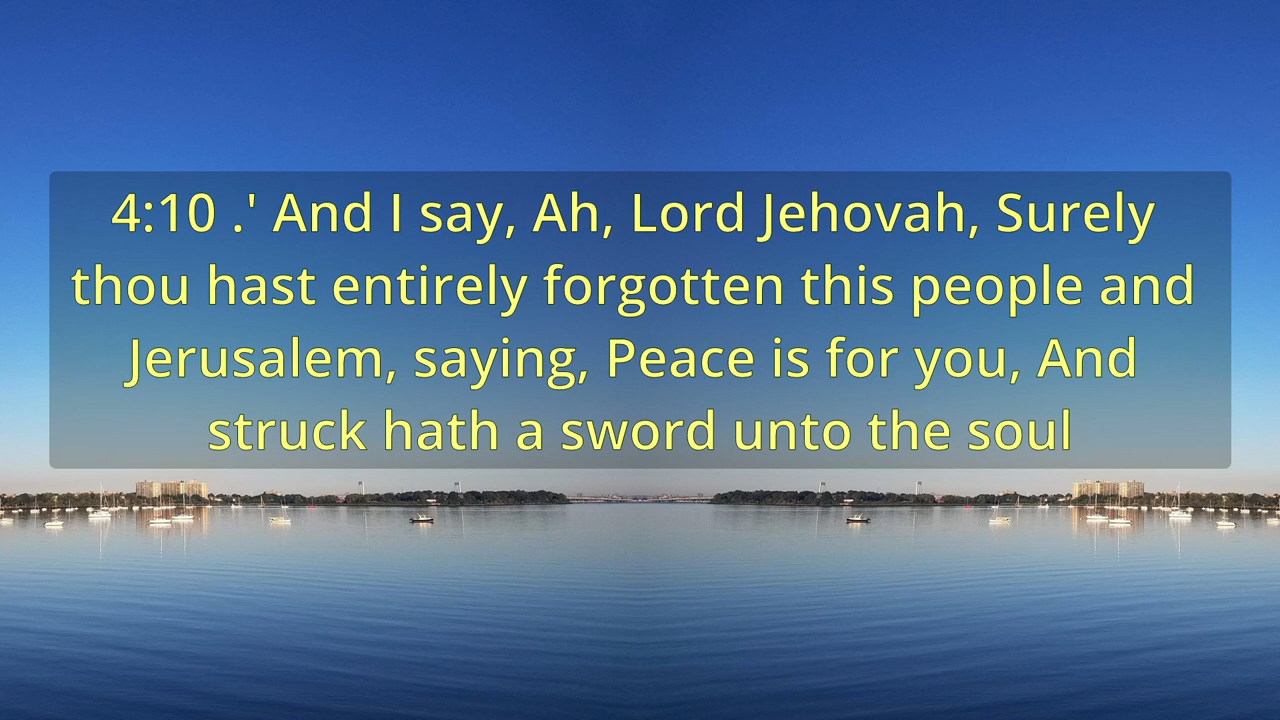 4:10 .' And I say, Ah, Lord Jehovah, Surely
thou hast entirely forgotten this people and
Jerusalem, saying, Peace is for you, And
struck hath a sword unto the soul